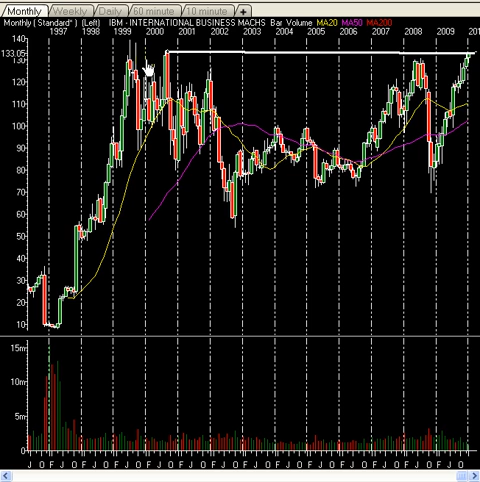 Monthly Weekly Daily 60 minute 10 minute +
Monthly ( Standard* ) (Left) IBM - INTERNATIONAL BUSINESS MACHS Bar Volume MA20 MA50 MA200
1997 1998 1999 2000 2001 2002 2003 2004 2005 2006 2007 2008 2009 201
140
133.05
130
120
110
100
90
80
70
60
50
40
30
20
10
15m
10m
5m
0
J O F J O F J O F J O F J O F J O F J O F J O F J O F J O F J O F J O F J O F J O